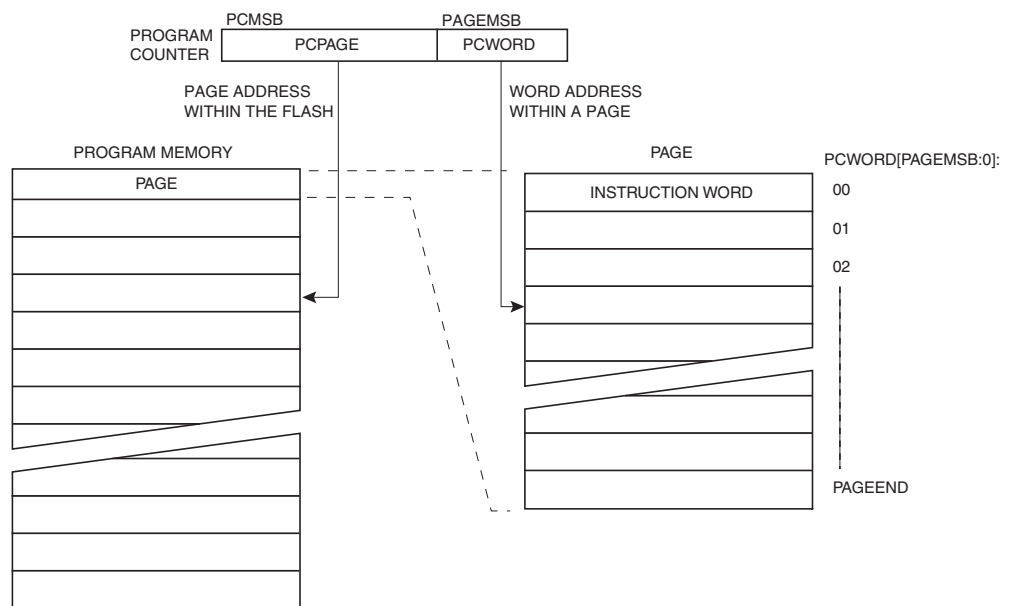 PCMSB
PAGEMSB
PROGRAM
COUNTER
PCPAGE
PCWORD
PAGE ADDRESS
WITHIN THE FLASH
WORD ADDRESS
WITHIN A PAGE
PROGRAM MEMORY
PAGE
PAGE
PCWORD[PAGEMSB:0]:
INSTRUCTION WORD
00
01
02
PAGEEND